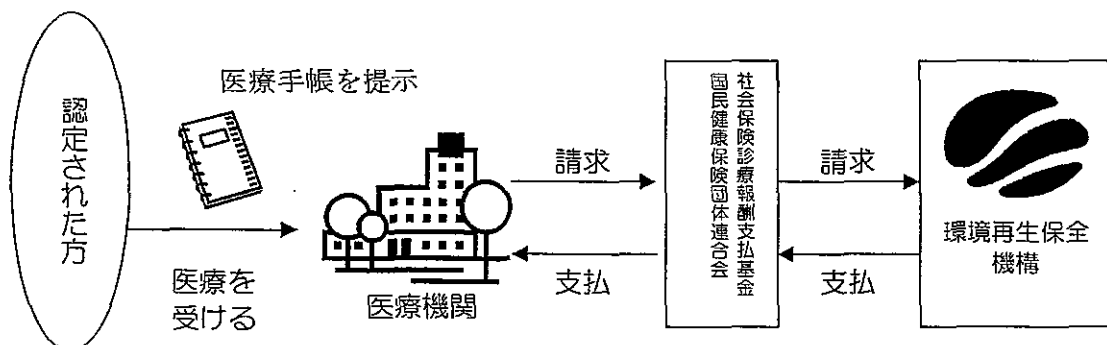 認定された方
医療手帳を提示
医療を
受ける
医療機関
請求
支払
社会保険診療報酬支払基金
国民健康保険団体連合会
請求
支払
環境再生保全
機構